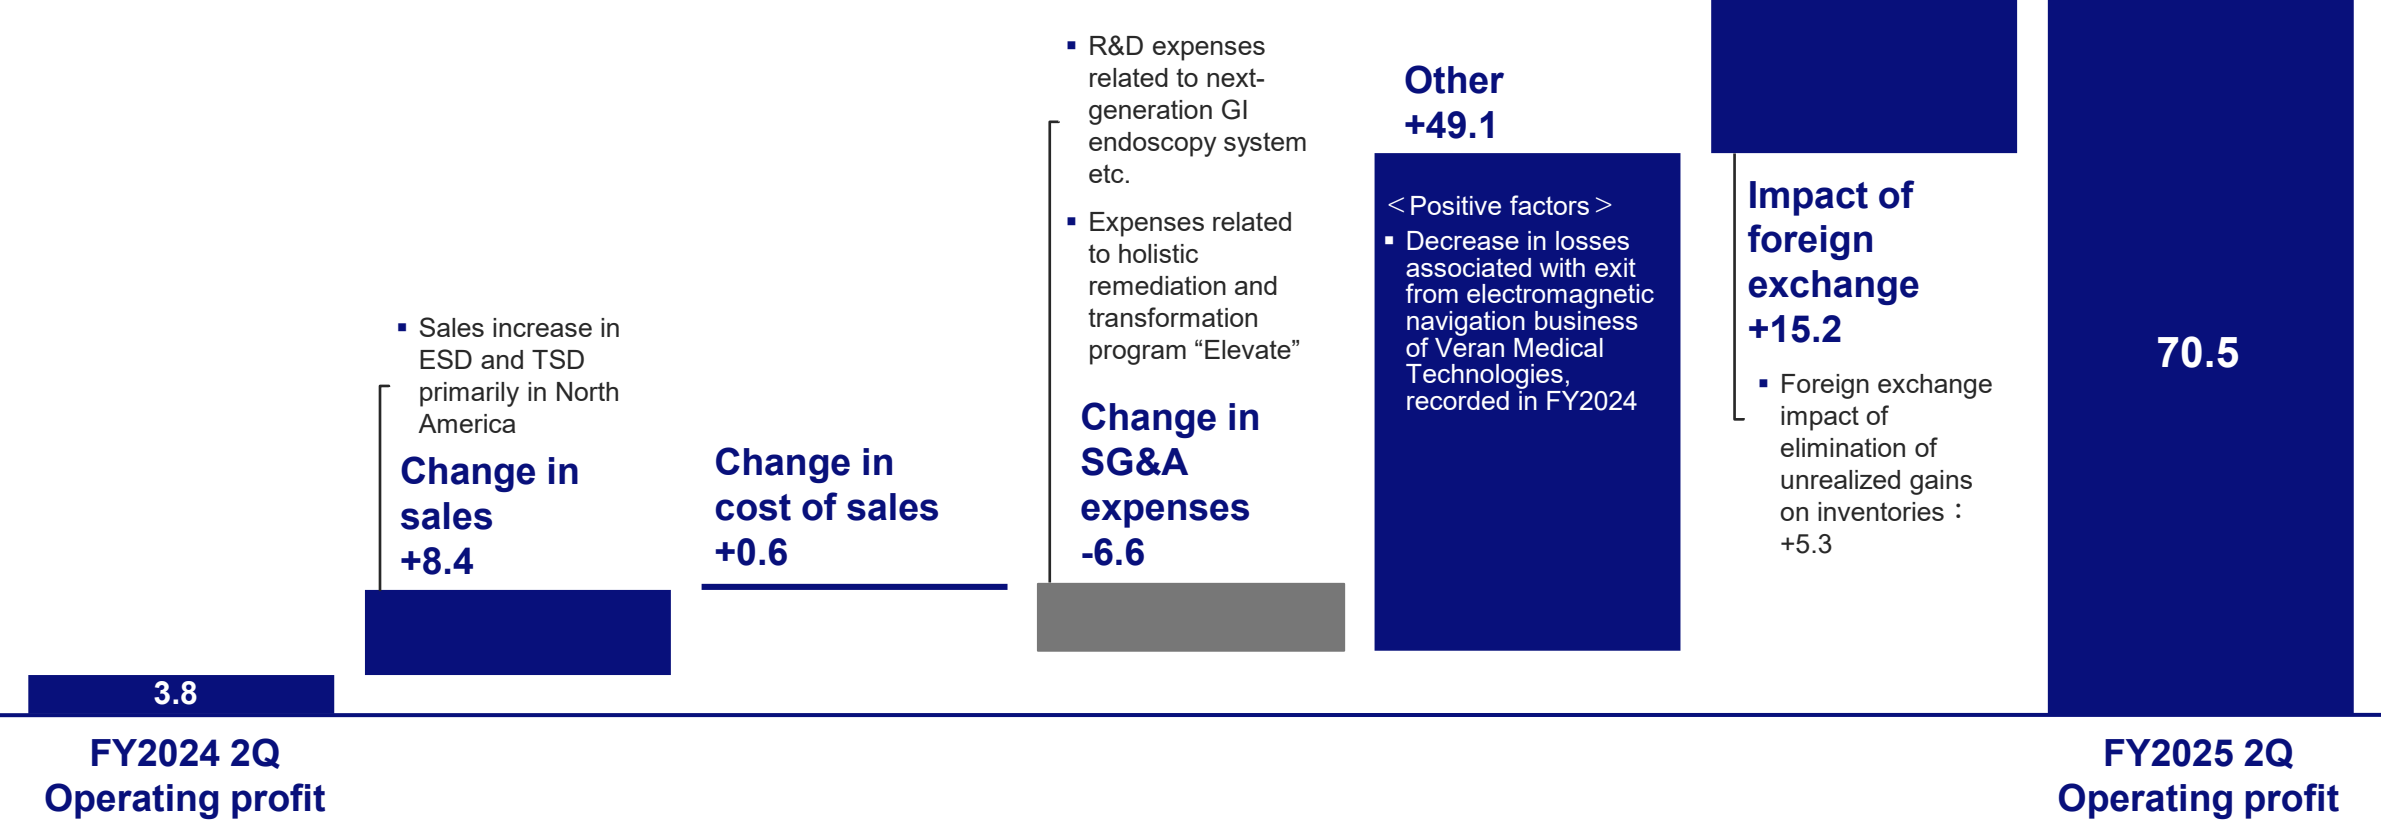 ▪ R&D expenses
related to next-
generation GI
endoscopy system
etc.
▪ Expenses related
to holistic
remediation and
transformation
program “Elevate”
Change in
SG&A
expenses
-6.6
Other
+49.1
＜Positive factors＞
▪ Decrease in losses
associated with exit
from electromagnetic
navigation business
of Veran Medical
Technologies,
recorded in FY2024
Impact of
foreign
exchange
+15.2
▪ Foreign exchange
impact of
elimination of
unrealized gains
on inventories：
+5.3
70.5
▪ Sales increase in
ESD and TSD
primarily in North
America
Change in
sales
+8.4
Change in
cost of sales
+0.6
3.8
FY2024 2Q
Operating profit
FY2025 2Q
Operating profit